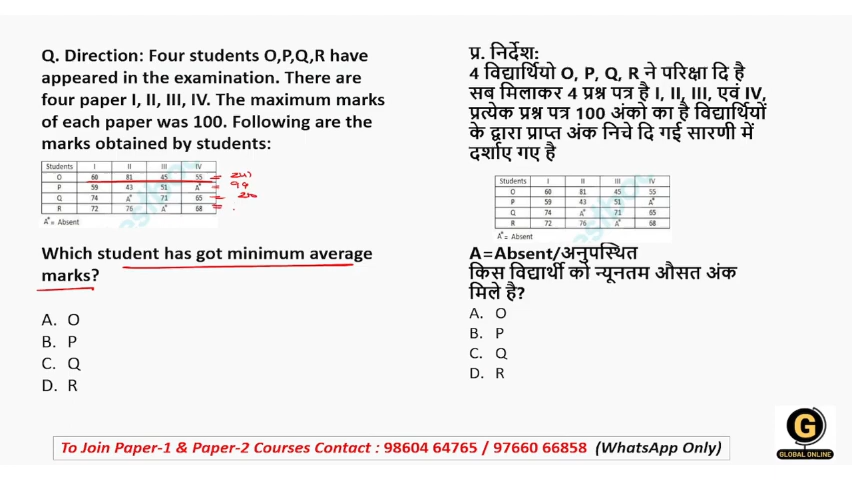 Q. Direction: Four students O,P,Q,R have
appeared in the examination. There are
four paper I, II, III, IV. The maximum marks
of each paper was 100. Following are the
marks obtained by students:
Students I II III IV
O 60 81 45 55 = 241
P 59 43 51 A* =
Q 74 A* 71 65 = 210
R 72 76 A* 68 =
A* = Absent
Which student has got minimum average
marks?
A. O
B. P
C. Q
D. R
प्र. निर्देश:
4 विद्यार्थियो O, P, Q, R ने परिक्षा दि है
सब मिलाकर 4 प्रश्न पत्र है I, II, III, एवं IV,
प्रत्येक प्रश्न पत्र 100 अंको का है विद्यार्थियों
के द्वारा प्राप्त अंक निचे दि गई सारणी में
दर्शाए गए है
Students I II III IV
O 60 81 45 55
P 59 43 51 A*
Q 74 A* 71 65
R 72 76 A* 68
A* = Absent
A=Absent/अनुपस्थित
किस विद्यार्थी को न्यूनतम औसत अंक
मिले है?
A. O
B. P
C. Q
D. R
To Join Paper-1 & Paper-2 Courses Contact : 98604 64765 / 97660 66858 (WhatsApp Only)
G
GLOBAL ONLINE